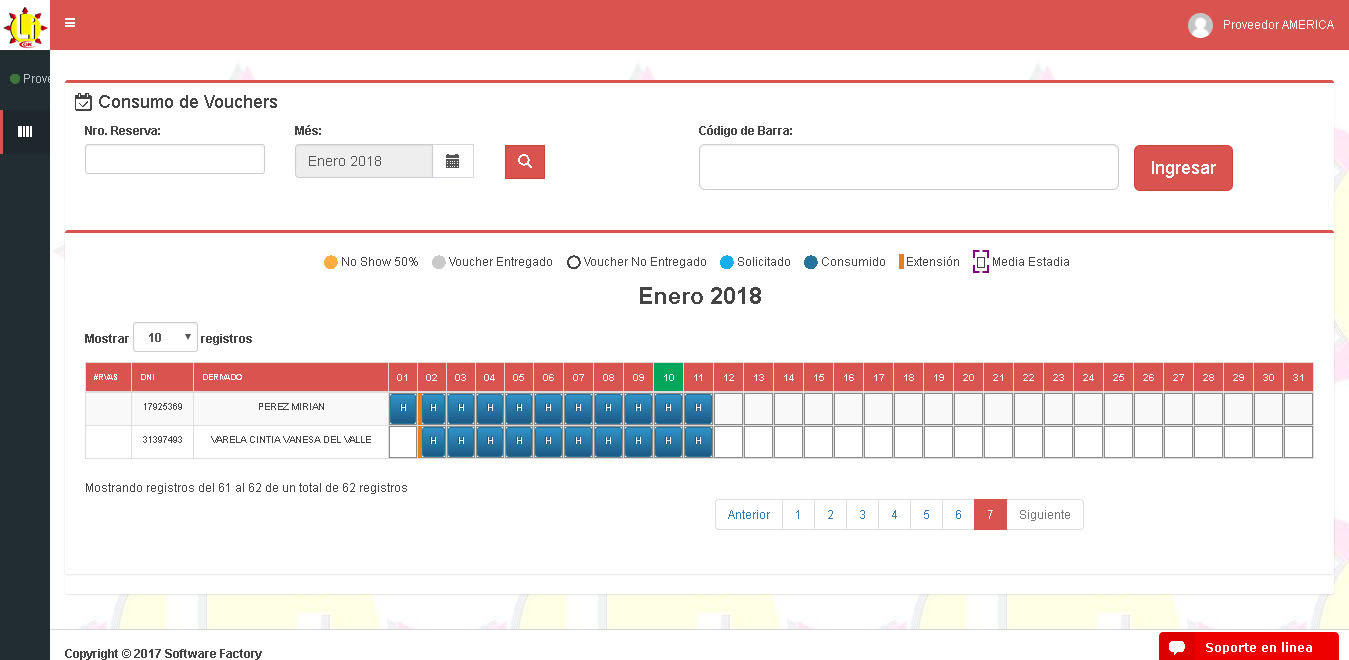 Li
Proveedor AMERICA
Prove
Consumo de Vouchers
Nro. Reserva: Més: Código de Barra:
Enero 2018 Ingresar
No Show 50% Voucher Entregado Voucher No Entregado Solicitado Consumido Extensión Media Estadia
Enero 2018
Mostrar 10 registros
#RVAS DNI DERIVADO 01 02 03 04 05 06 07 08 09 10 11 12 13 14 15 16 17 18 19 20 21 22 23 24 25 26 27 28 29 30 31
17925369 PEREZ MIRIAN H H H H H H H H H H H
31397493 VARELA CINTIA VANESA DEL VALLE H H H H H H H H H H
Mostrando registros del 61 al 62 de un total de 62 registros
Anterior 1 2 3 4 5 6 7 Siguiente
Copyright © 2017 Software Factory
Soporte en linea